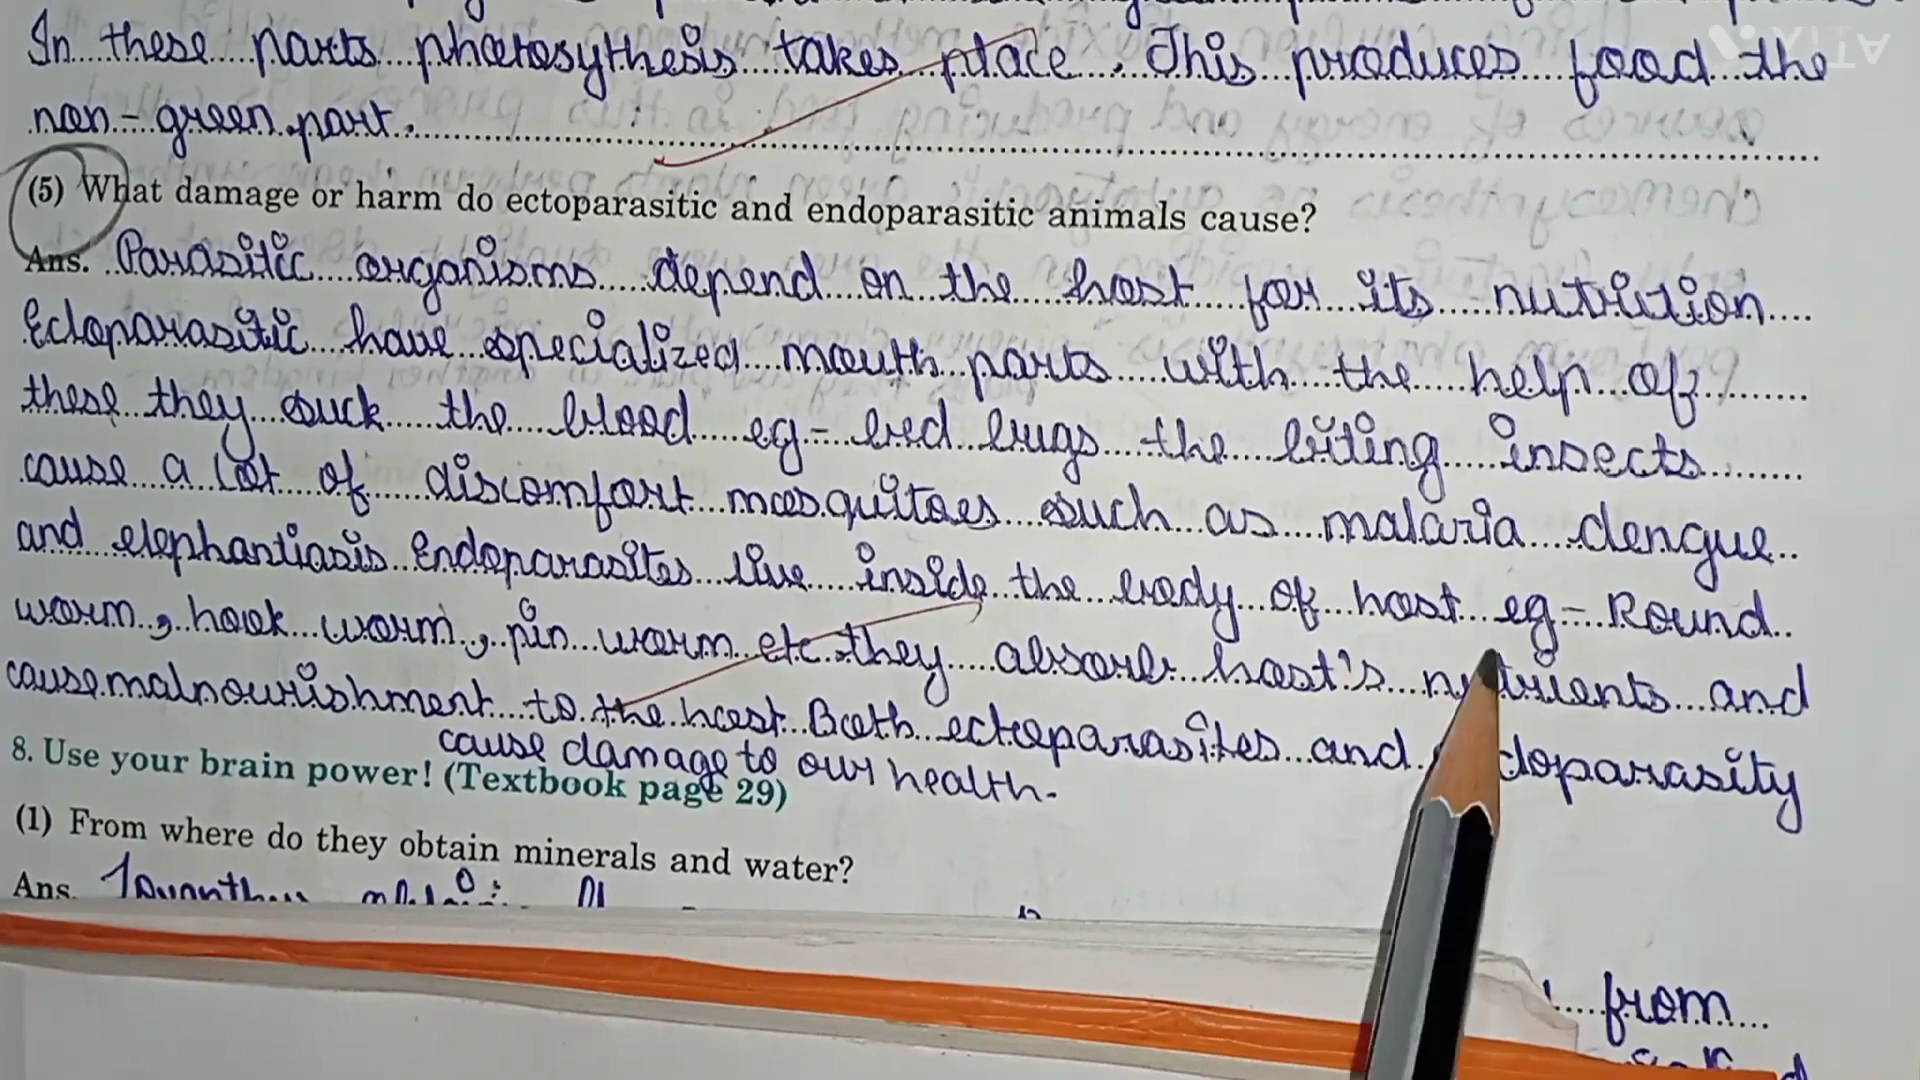 In these parts photosythesis takes place. This produces food the
non-green part.
(5) What damage or harm do ectoparasitic and endoparasitic animals cause?
Ans. Parasitic organisms depend on the host for its nutrition
Ectoparasitic have specialized mouth parts with the help of
these they suck the blood eg- bed bugs the biting insects
cause a lot of discomfort mosquitoes such as malaria dengue
and elephantiasis Endoparasites live inside the body of host eg- Round
worm, hook worm, pin worm etc. they absorb host's nutrients and
cause malnourishment to the host Both ectoparasites and doparasity
cause damage to our health.
8. Use your brain power! (Textbook page 29)
(1) From where do they obtain minerals and water?
Ans.
from